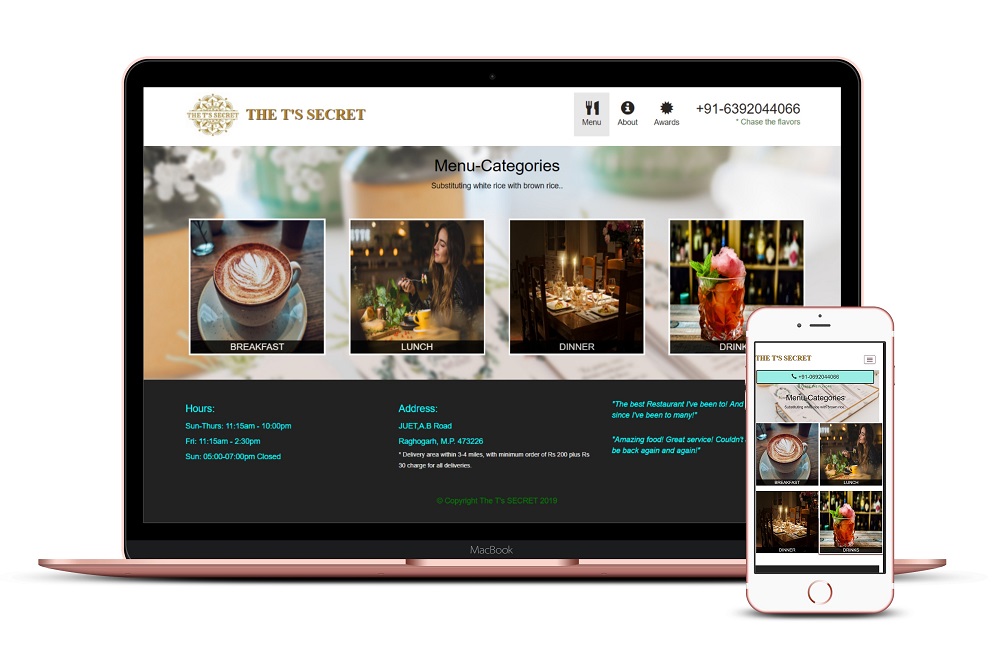 THE T'S SECRET
THE T'S SECRET
Menu
About
Awards
+91-6392044066
* Chase the flavors
Menu-Categories
Substituting white rice with brown rice..
BREAKFAST
LUNCH
DINNER
DRIN
Hours:
Sun-Thurs: 11:15am - 10:00pm
Fri: 11:15am - 2:30pm
Sun: 05:00-07:00pm Closed
Address:
JUET,A.B Road
Raghogarh, M.P. 473226
* Delivery area within 3-4 miles, with minimum order of Rs 200 plus Rs
30 charge for all deliveries.
"The best Restaurant I've been to! And
since I've been to many!"
"Amazing food! Great service! Couldn't
be back again and again!"
© Copyright The T's SECRET 2019
MacBook
THE T'S SECRET
Menu-Categories
Substituting white rice with brown rice..
BREAKFAST
LUNCH
DINNER
DRINKS